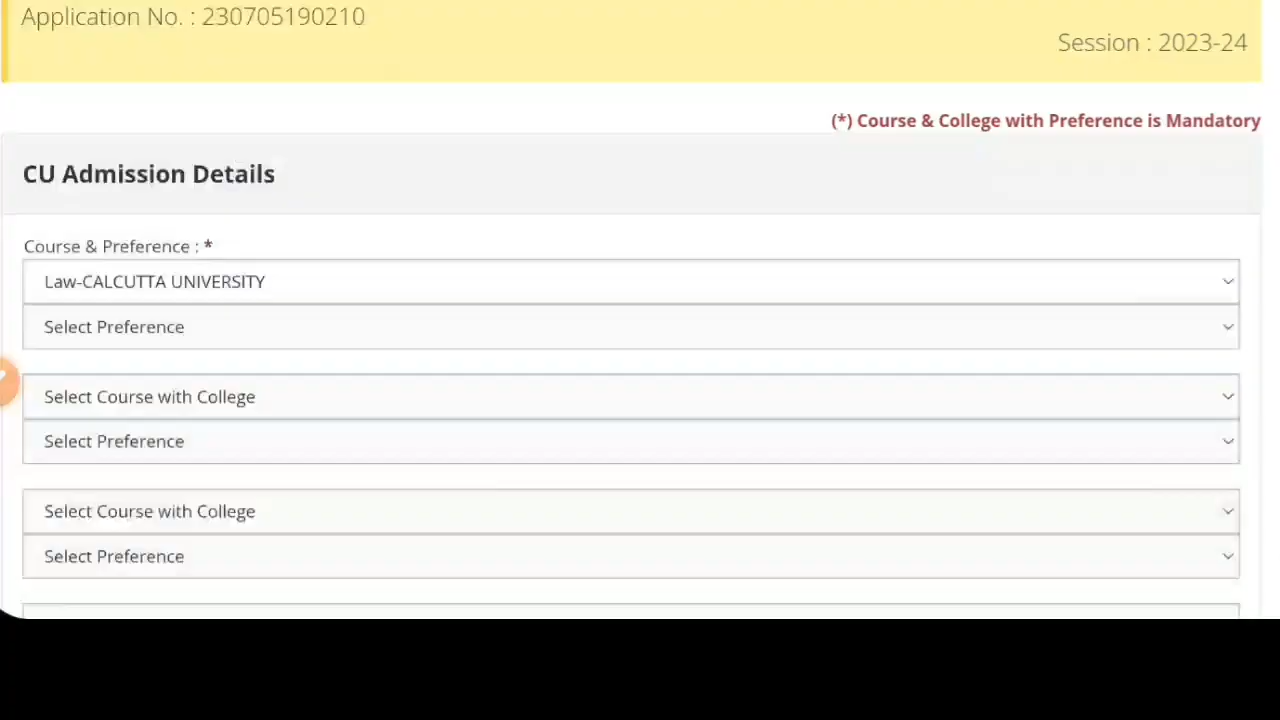 Application No. : 230705190210
Session : 2023-24
(*) Course & College with Preference is Mandatory
CU Admission Details
Course & Preference : *
Law-CALCUTTA UNIVERSITY
Select Preference
Select Course with College
Select Preference
Select Course with College
Select Preference